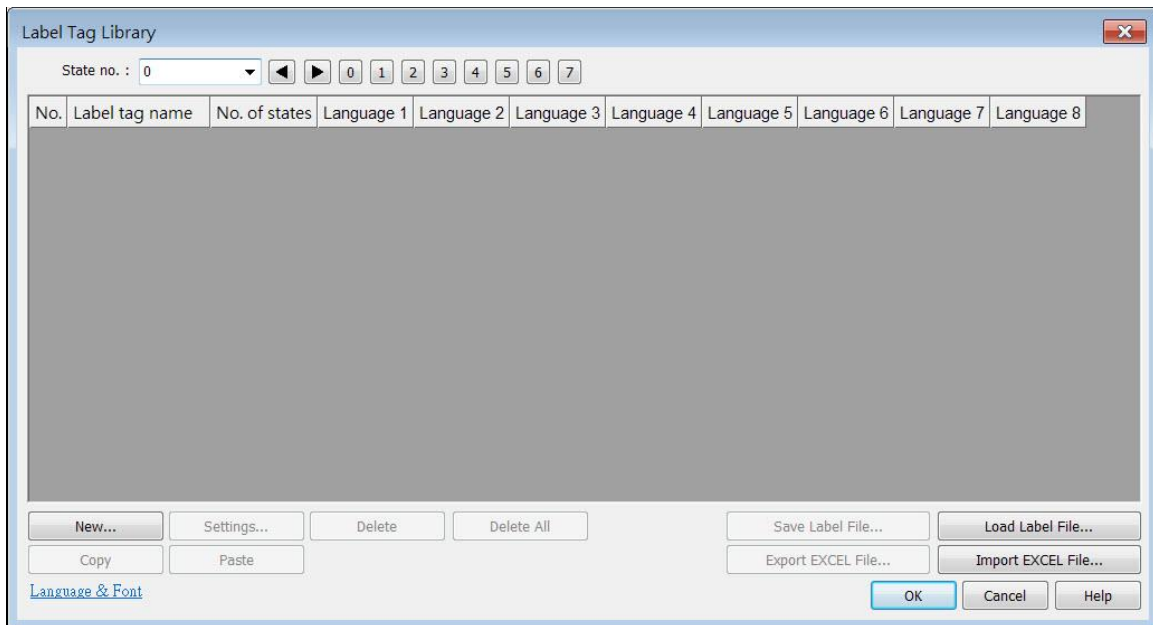 Label Tag Library
State no. : 0 0 1 2 3 4 5 6 7
No. Label tag name No. of states Language 1 Language 2 Language 3 Language 4 Language 5 Language 6 Language 7 Language 8
New... Settings... Delete Delete All Save Label File... Load Label File...
Copy Paste Export EXCEL File... Import EXCEL File...
Language & Font OK Cancel Help